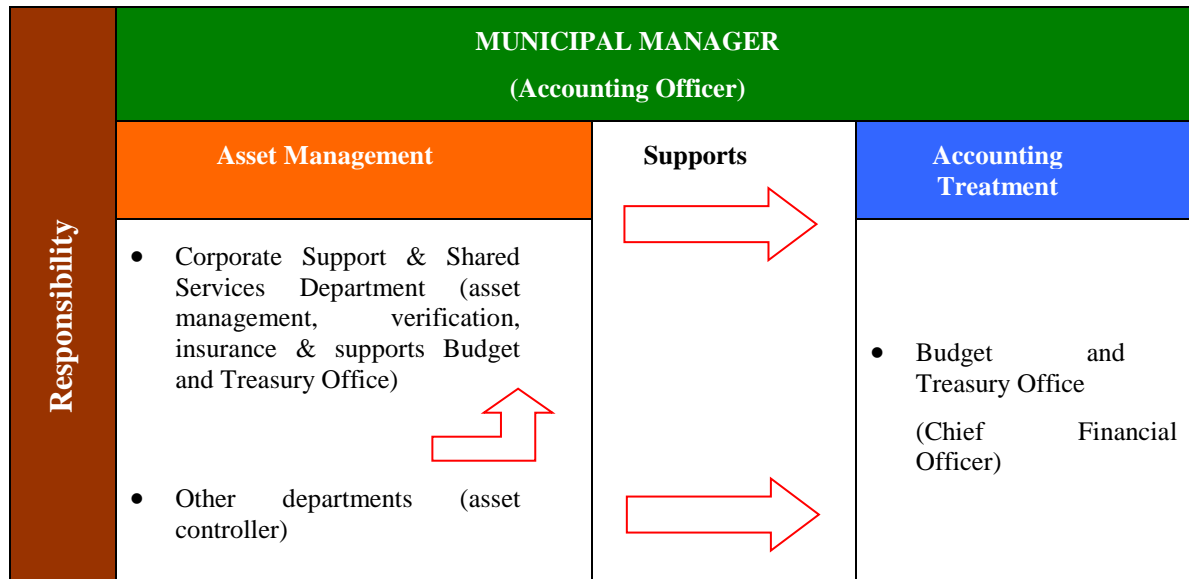 MUNICIPAL MANAGER
(Accounting Officer)
Responsibility
Asset Management
Supports
Accounting
Treatment
● Corporate Support & Shared
Services Department (asset
management, verification,
insurance & supports Budget
and Treasury Office)
● Other departments (asset
controller)
● Budget and
Treasury Office
(Chief Financial
Officer)